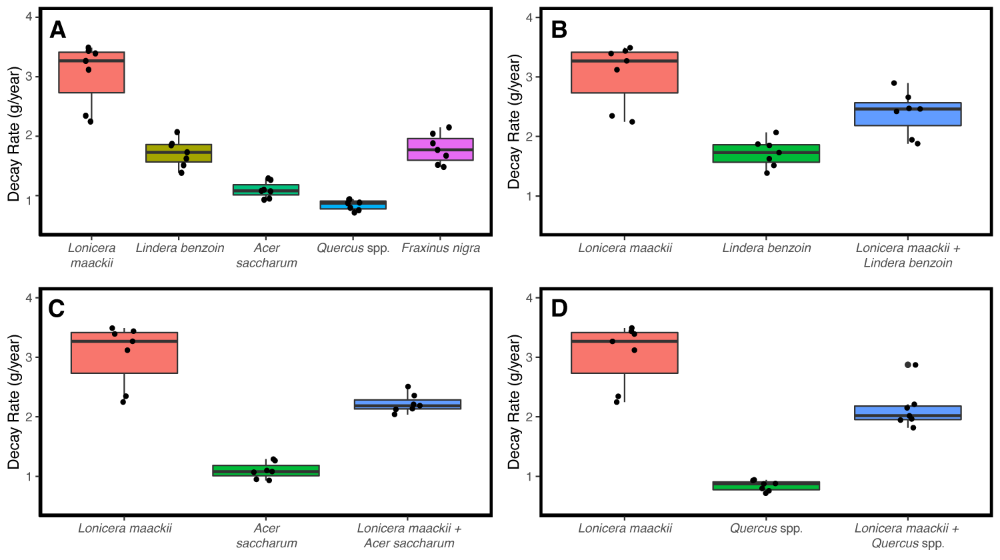 A
Decay Rate (g/year)
4
3
2
1
Lonicera
maackii
Lindera benzoin
Acer
saccharum
Quercus spp.
Fraxinus nigra
B
Decay Rate (g/year)
4
3
2
1
Lonicera maackii
Lindera benzoin
Lonicera maackii +
Lindera benzoin
C
Decay Rate (g/year)
4
3
2
1
Lonicera maackii
Acer
saccharum
Lonicera maackii +
Acer saccharum
D
Decay Rate (g/year)
4
3
2
1
Lonicera maackii
Quercus spp.
Lonicera maackii +
Quercus spp.